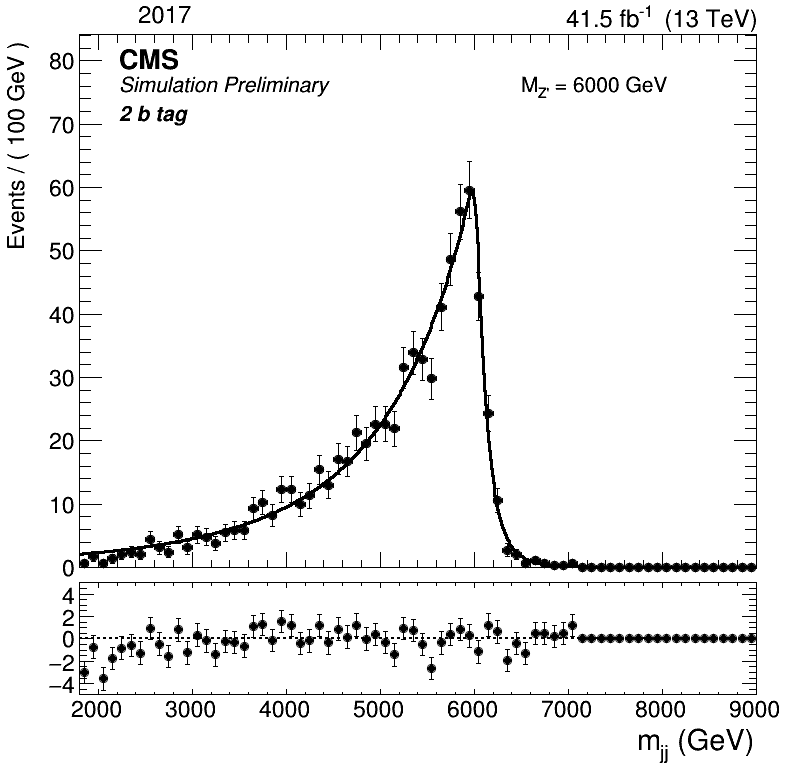 2017
41.5 fb⁻¹ (13 TeV)
CMS
Simulation Preliminary
2 b tag
M_Z' = 6000 GeV
Events / ( 100 GeV )
80
70
60
50
40
30
20
10
0
4
2
0
−2
−4
2000 3000 4000 5000 6000 7000 8000 9000
m_jj (GeV)